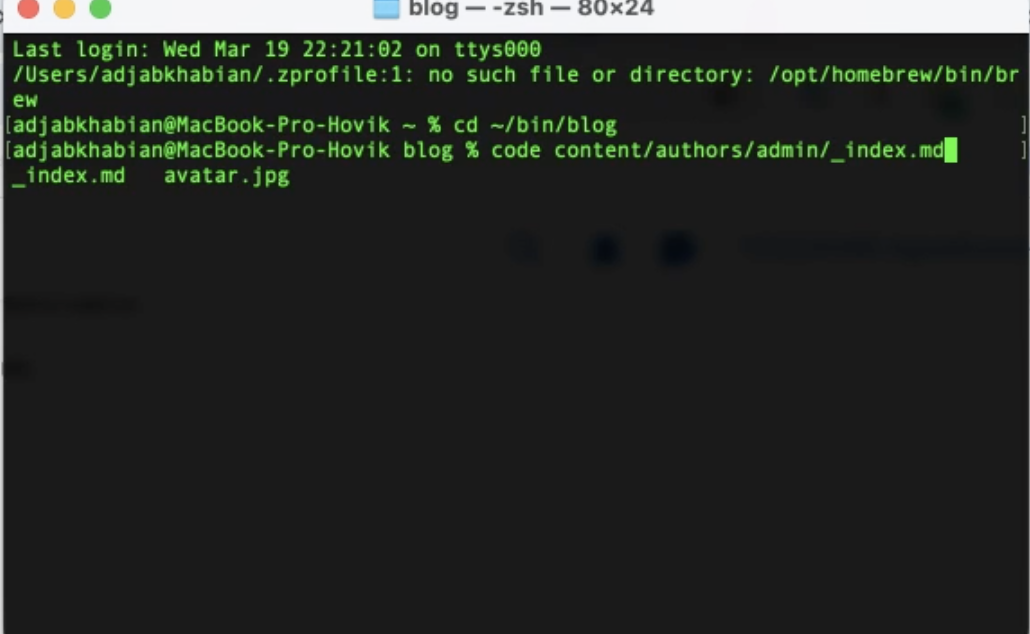 blog — -zsh — 80×24
Last login: Wed Mar 19 22:21:02 on ttys000
/Users/adjabkhabian/.zprofile:1: no such file or directory: /opt/homebrew/bin/br
ew
[adjabkhabian@MacBook-Pro-Hovik ~ % cd ~/bin/blog ]
[adjabkhabian@MacBook-Pro-Hovik blog % code content/authors/admin/_index.md ]
_index.md avatar.jpg